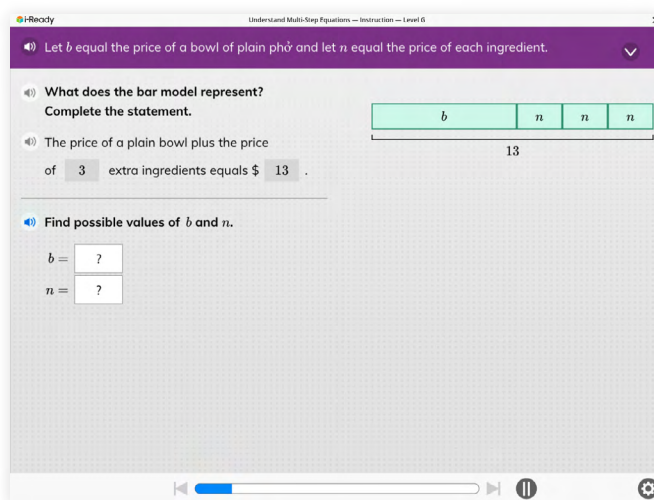 i-Ready
Understand Multi-Step Equations — Instruction — Level G
Let b equal the price of a bowl of plain phở and let n equal the price of each ingredient.
What does the bar model represent?
Complete the statement.
The price of a plain bowl plus the price
of 3 extra ingredients equals $ 13 .
b n n n
13
Find possible values of b and n.
b = ?
n = ?